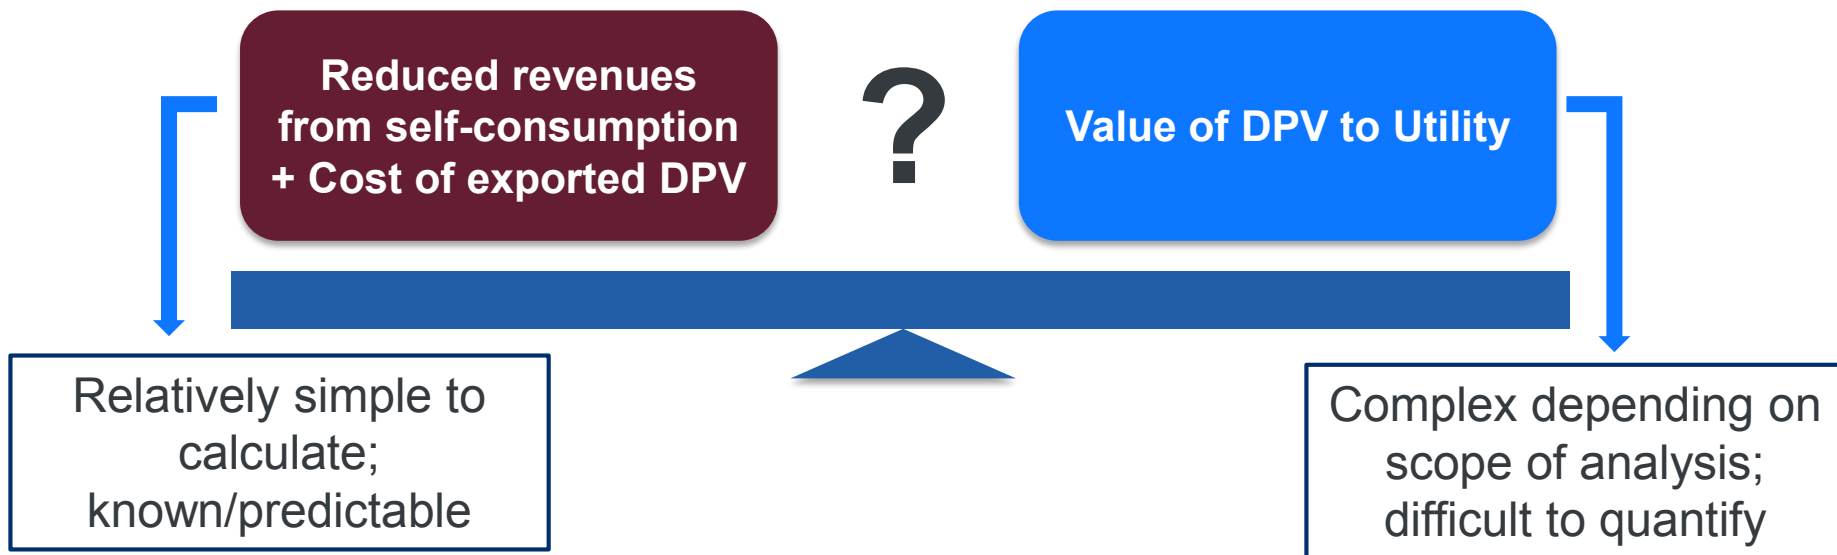 Reduced revenues
from self-consumption
+ Cost of exported DPV
?
Value of DPV to Utility
Relatively simple to
calculate;
known/predictable
Complex depending on
scope of analysis;
difficult to quantify